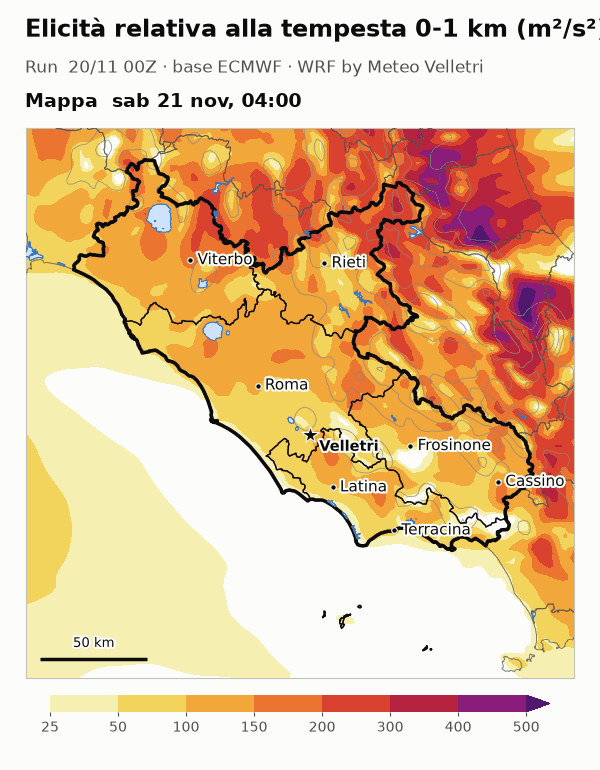 Elicità relativa alla tempesta 0-1 km (m²/s²)
Run 20/11 00Z · base ECMWF · WRF by Meteo Velletri
Mappa sab 21 nov, 04:00
Viterbo
Rieti
Roma
Velletri
Frosinone
Latina
Cassino
Terracina
50 km
25 50 100 150 200 300 400 500